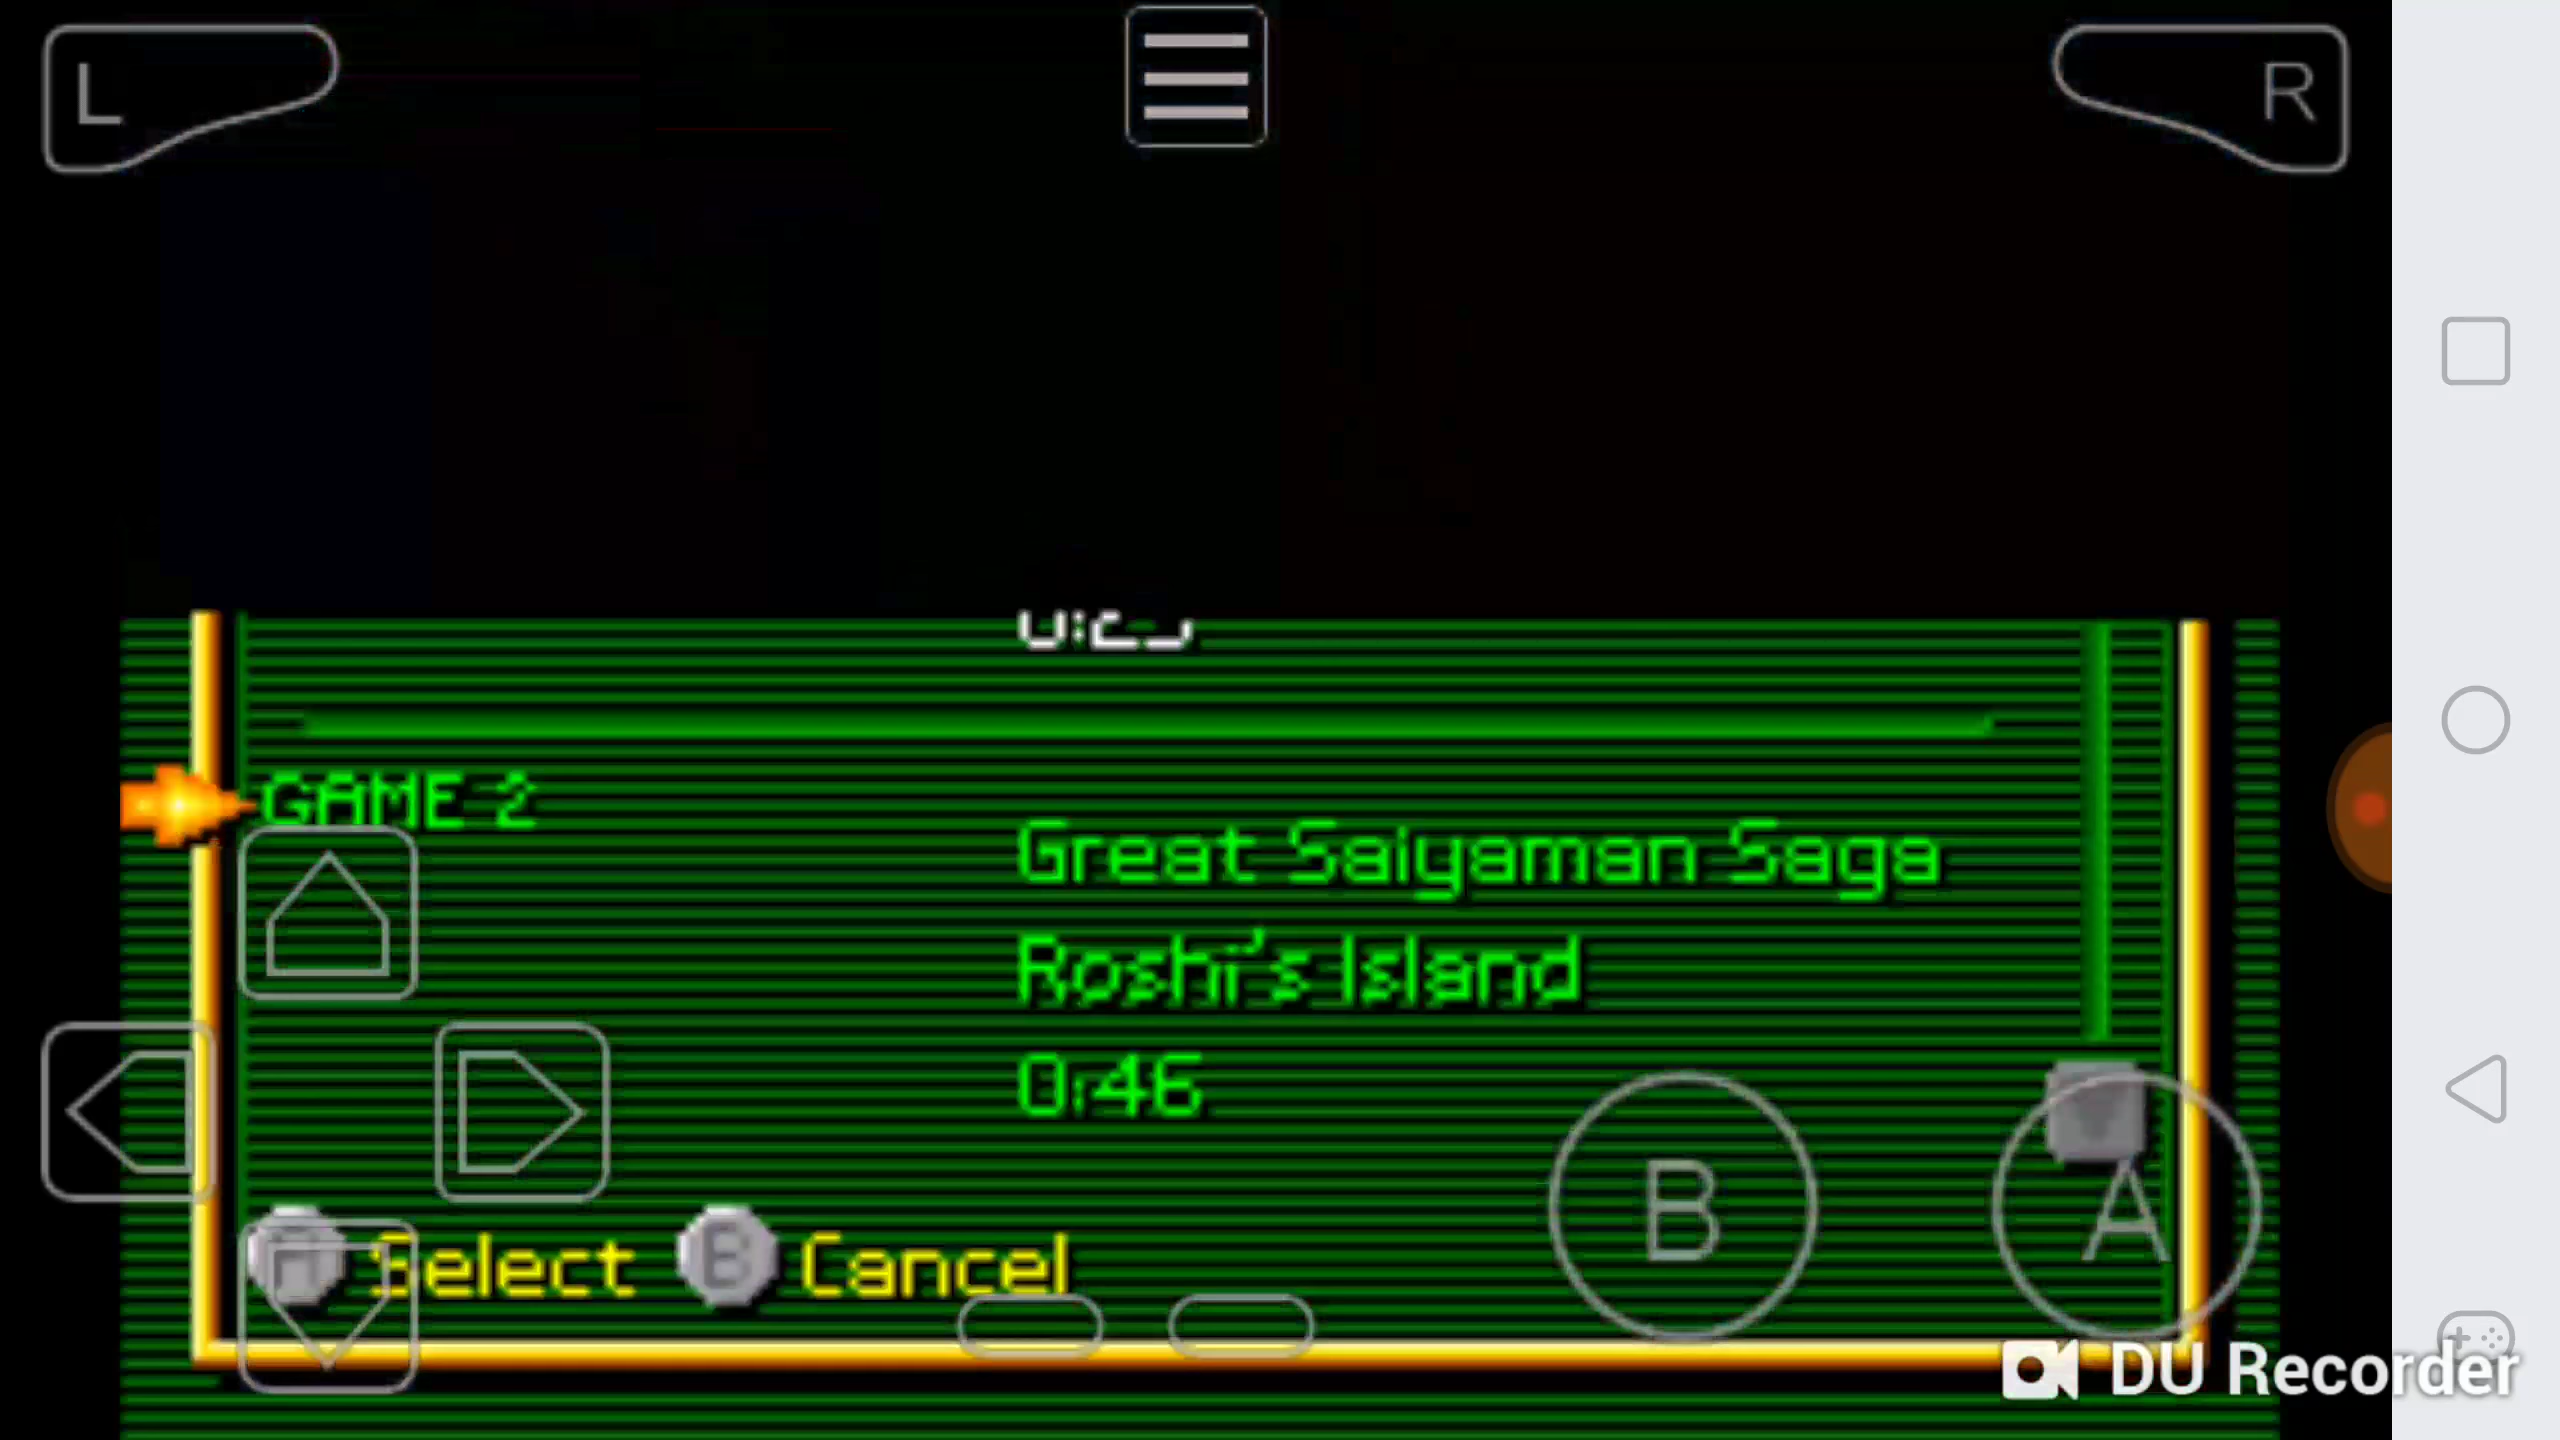 L
R
GAME 2
Great Saiyaman Saga
Roshi's Island
0:46
B
A
A Select B Cancel
DU Recorder